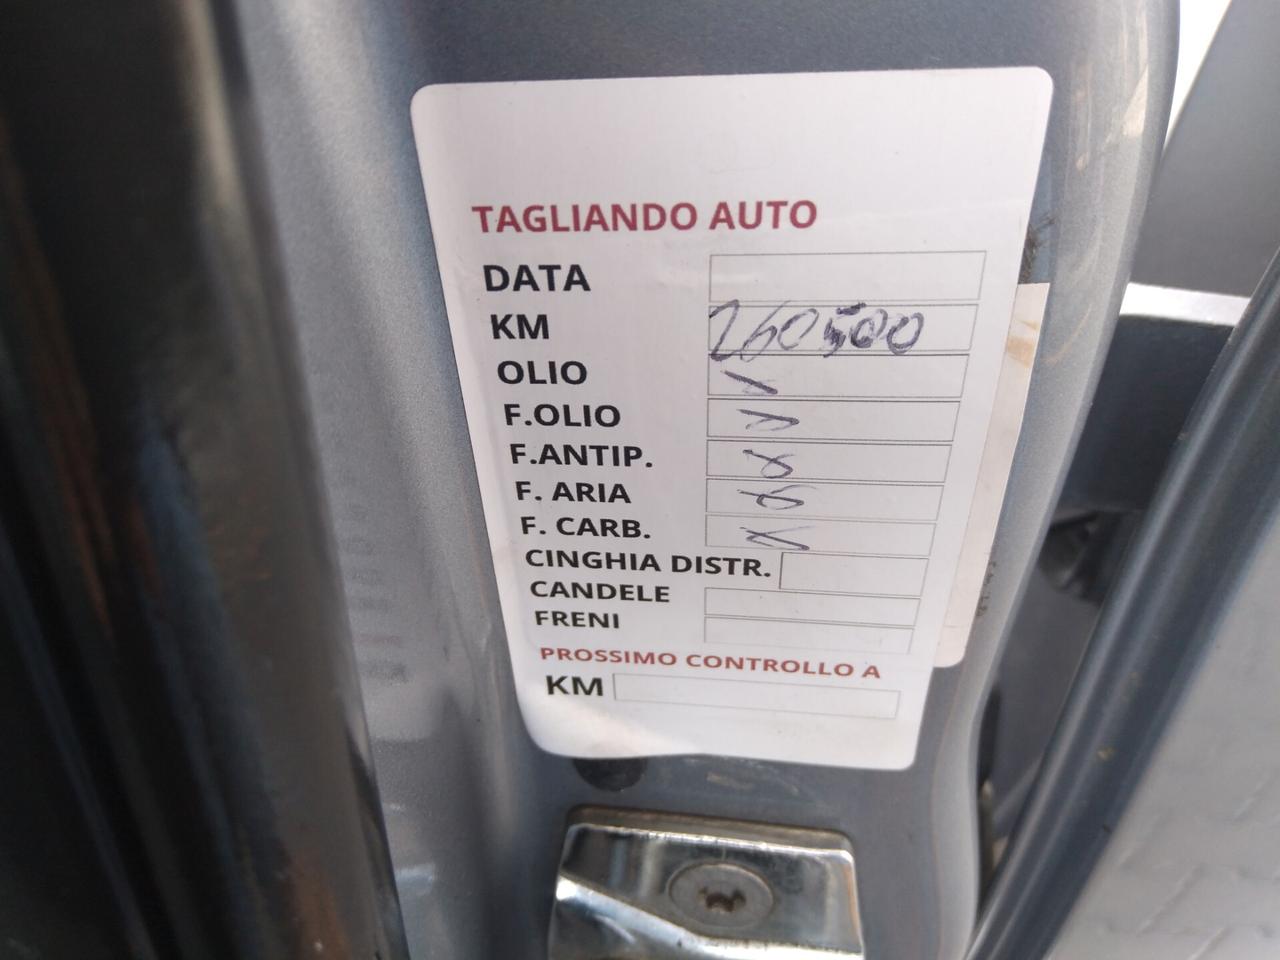 TAGLIANDO AUTO
DATA
KM 260500
OLIO X
F.OLIO X
F.ANTIP. X
F. ARIA X
F. CARB. X
CINGHIA DISTR.
CANDELE
FRENI
PROSSIMO CONTROLLO A
KM